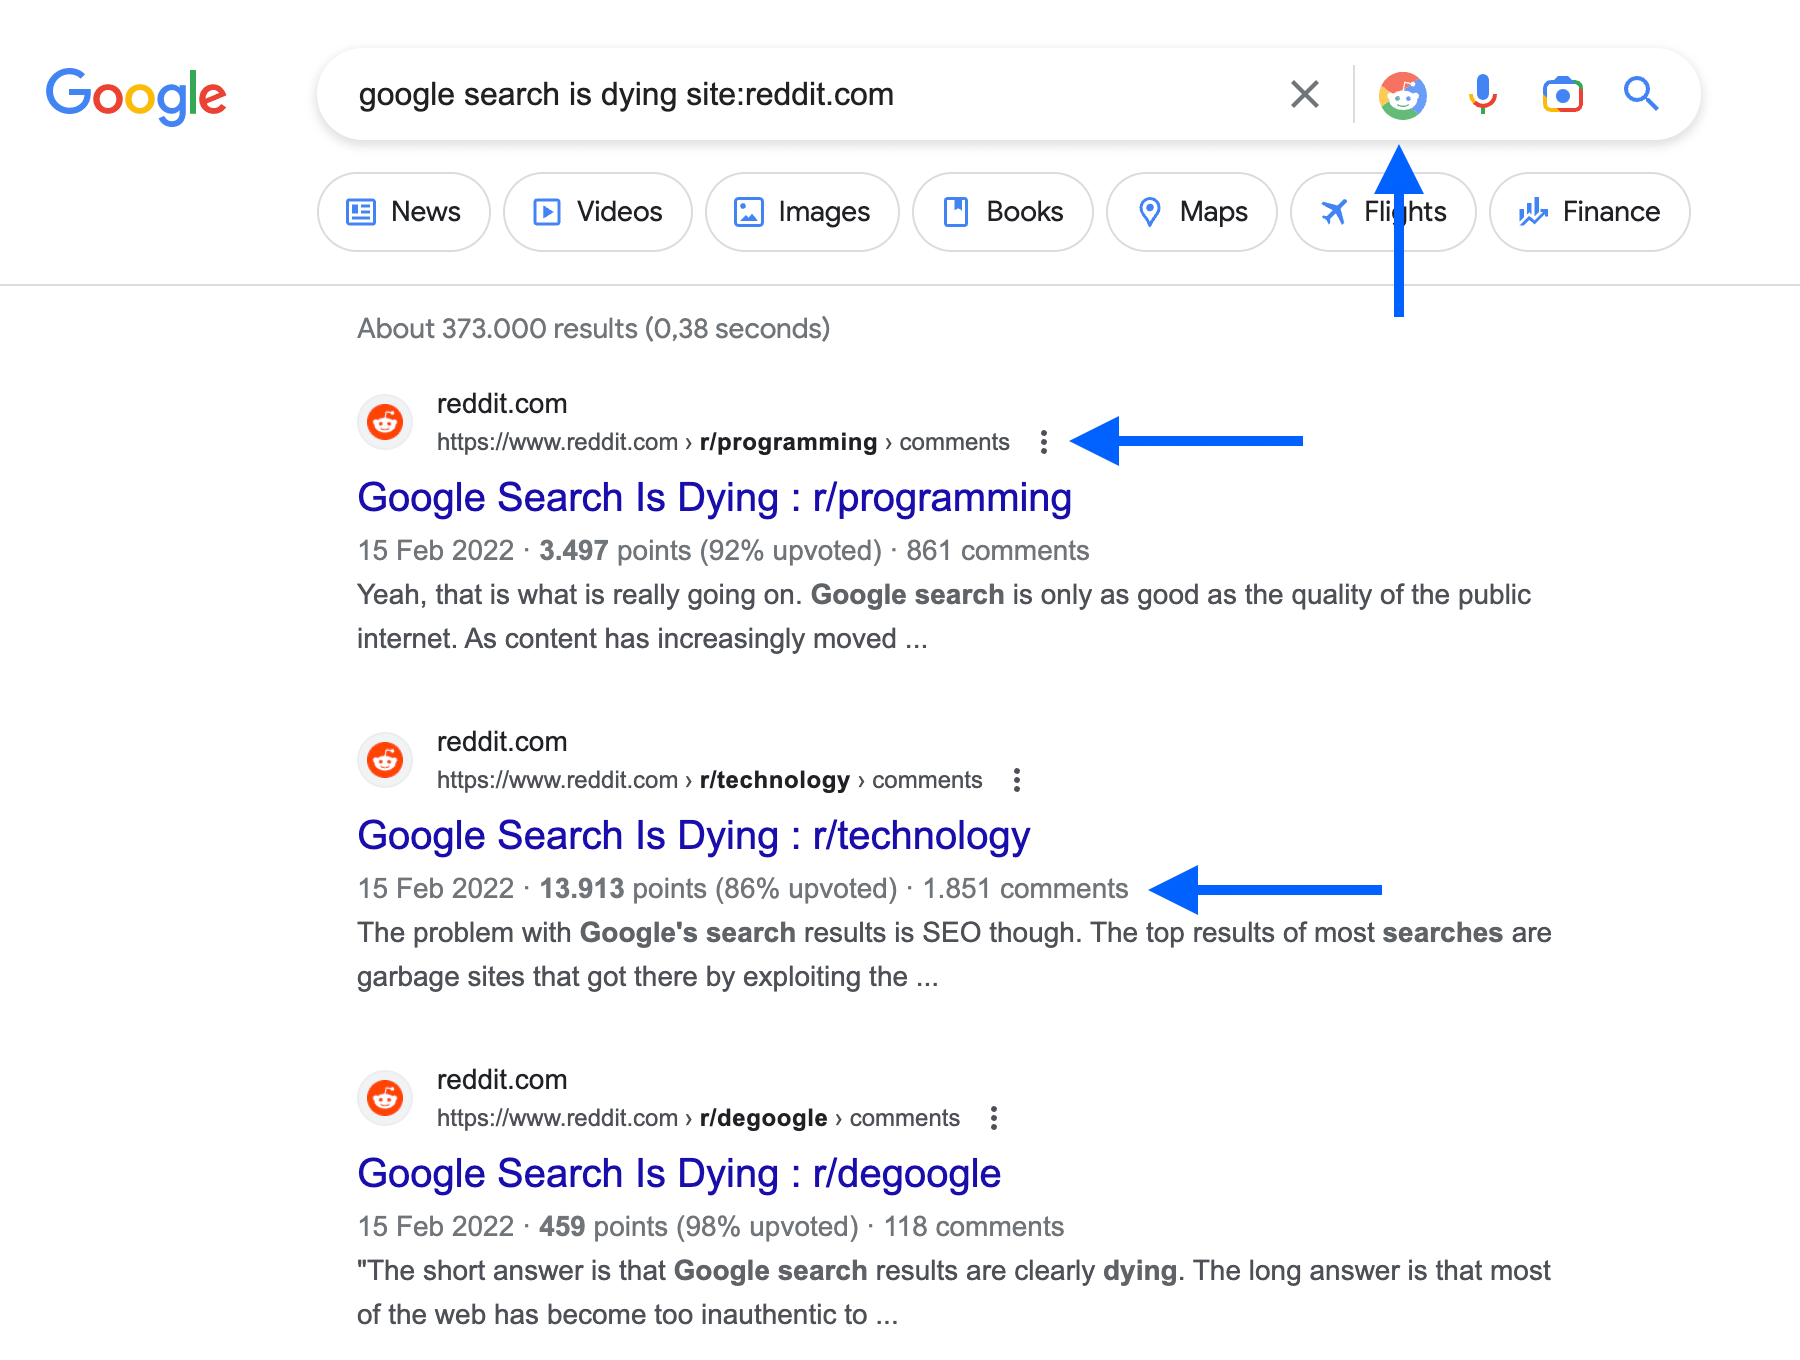 Google
google search is dying site:reddit.com
News Videos Images Books Maps Flights Finance
About 373.000 results (0,38 seconds)
reddit.com
https://www.reddit.com › r/programming › comments
Google Search Is Dying : r/programming
15 Feb 2022 · 3.497 points (92% upvoted) · 861 comments
Yeah, that is what is really going on. Google search is only as good as the quality of the public
internet. As content has increasingly moved ...
reddit.com
https://www.reddit.com › r/technology › comments
Google Search Is Dying : r/technology
15 Feb 2022 · 13.913 points (86% upvoted) · 1.851 comments
The problem with Google's search results is SEO though. The top results of most searches are
garbage sites that got there by exploiting the ...
reddit.com
https://www.reddit.com › r/degoogle › comments
Google Search Is Dying : r/degoogle
15 Feb 2022 · 459 points (98% upvoted) · 118 comments
"The short answer is that Google search results are clearly dying. The long answer is that most
of the web has become too inauthentic to ...